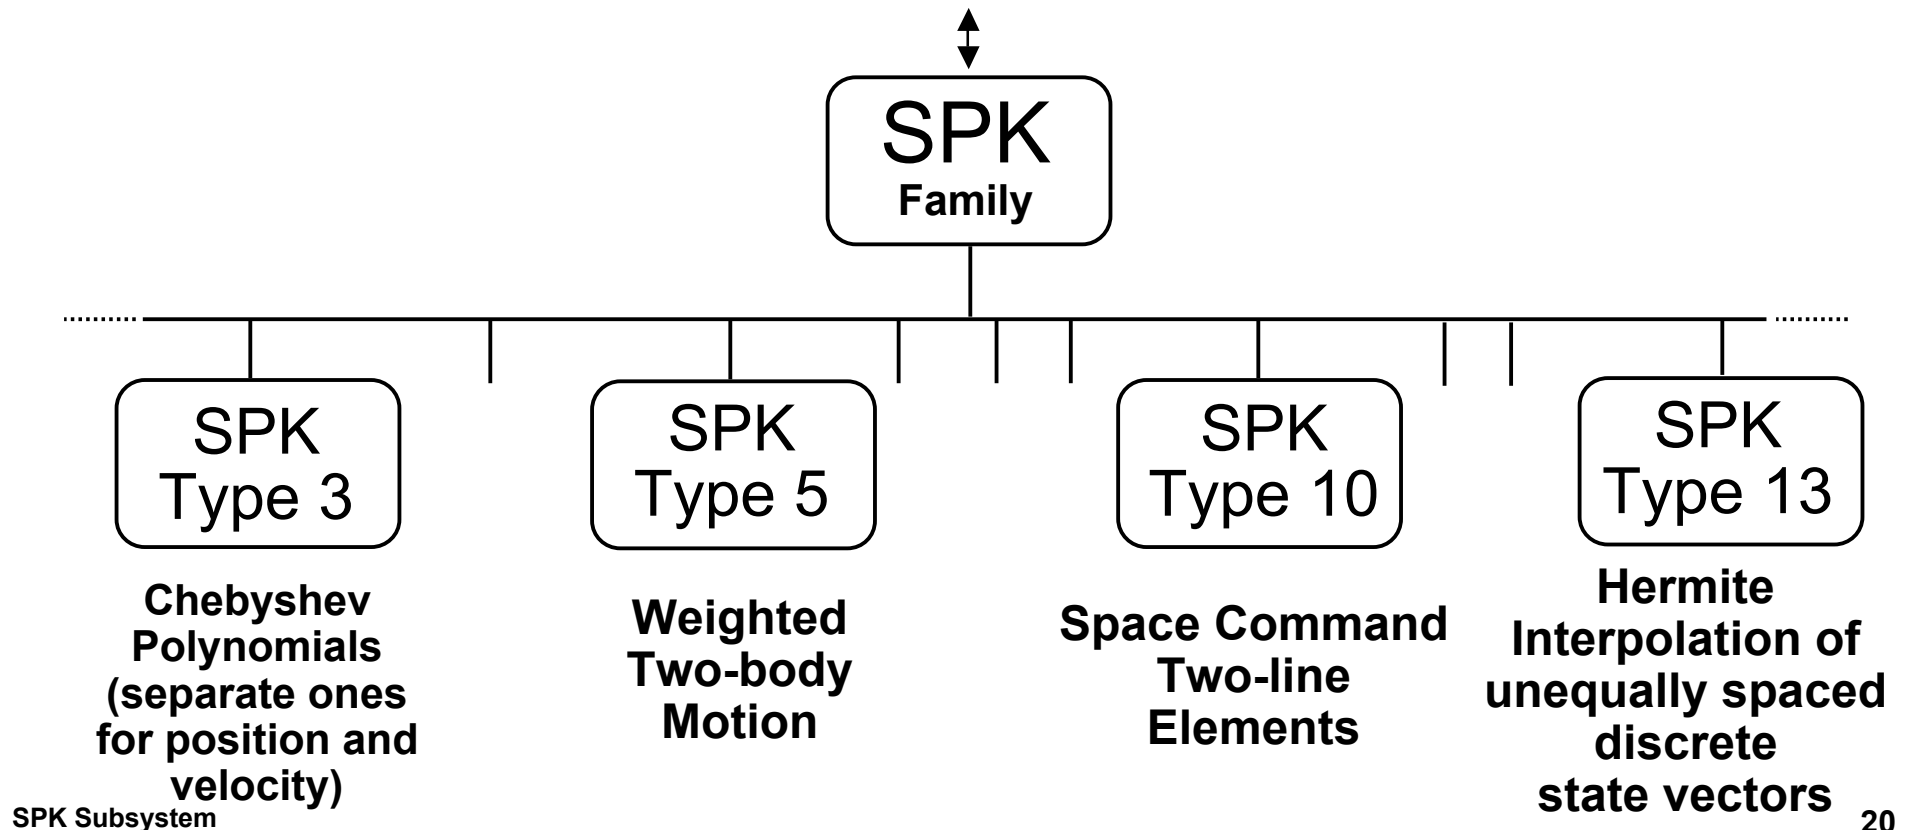 SPK
Family
SPK
Type 3
SPK
Type 5
SPK
Type 10
SPK
Type 13
Chebyshev
Polynomials
(separate ones
for position and
velocity)
Weighted
Two-body
Motion
Space Command
Two-line
Elements
Hermite
Interpolation of
unequally spaced
discrete
state vectors
SPK Subsystem
20